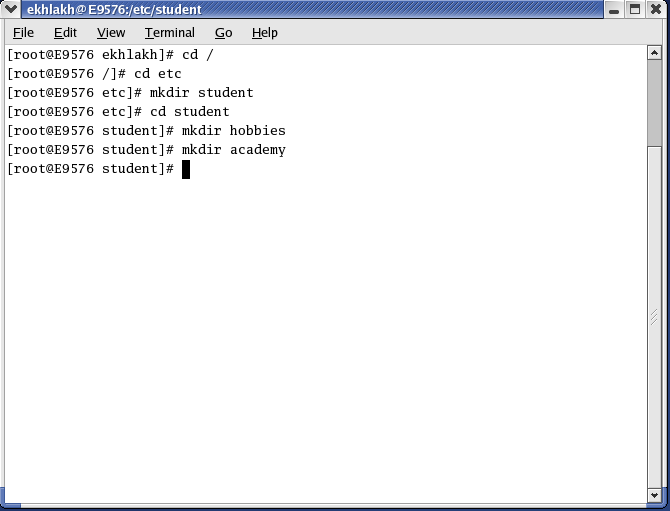 ekhlakh@E9576:/etc/student
File Edit View Terminal Go Help
[root@E9576 ekhlakh]# cd /
[root@E9576 /]# cd etc
[root@E9576 etc]# mkdir student
[root@E9576 etc]# cd student
[root@E9576 student]# mkdir hobbies
[root@E9576 student]# mkdir academy
[root@E9576 student]#